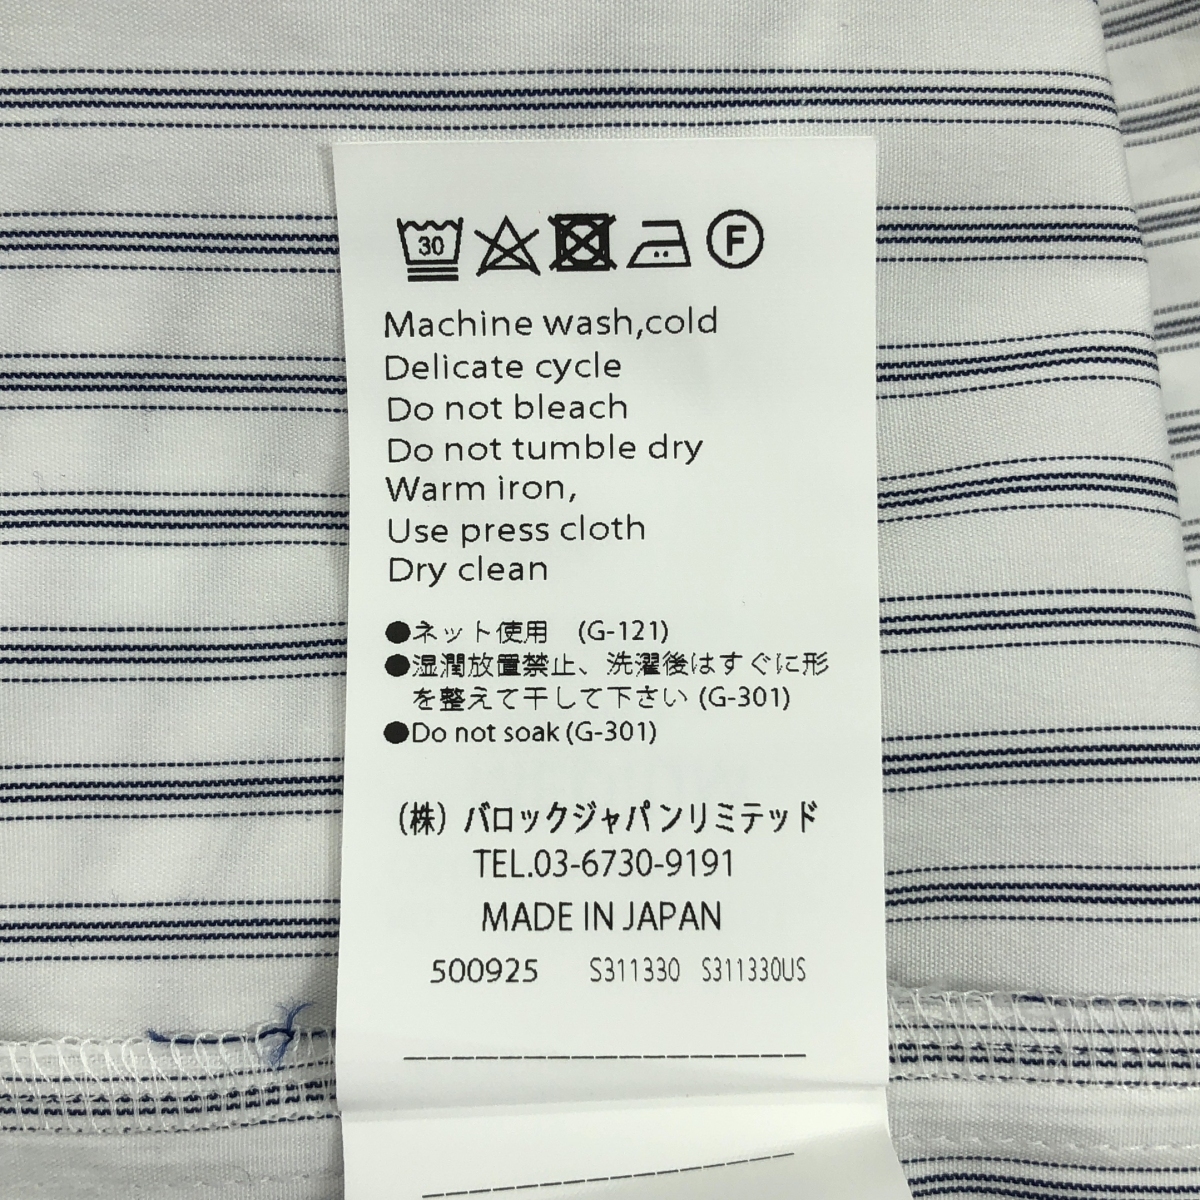 30
F
Machine wash,cold
Delicate cycle
Do not bleach
Do not tumble dry
Warm iron,
Use press cloth
Dry clean
●ネット使用 (G-121)
●湿潤放置禁止、洗濯後はすぐに形
を整えて干して下さい (G-301)
●Do not soak (G-301)
(株) バロックジャパンリミテッド
TEL.03-6730-9191
MADE IN JAPAN
500925 S311330 S311330US